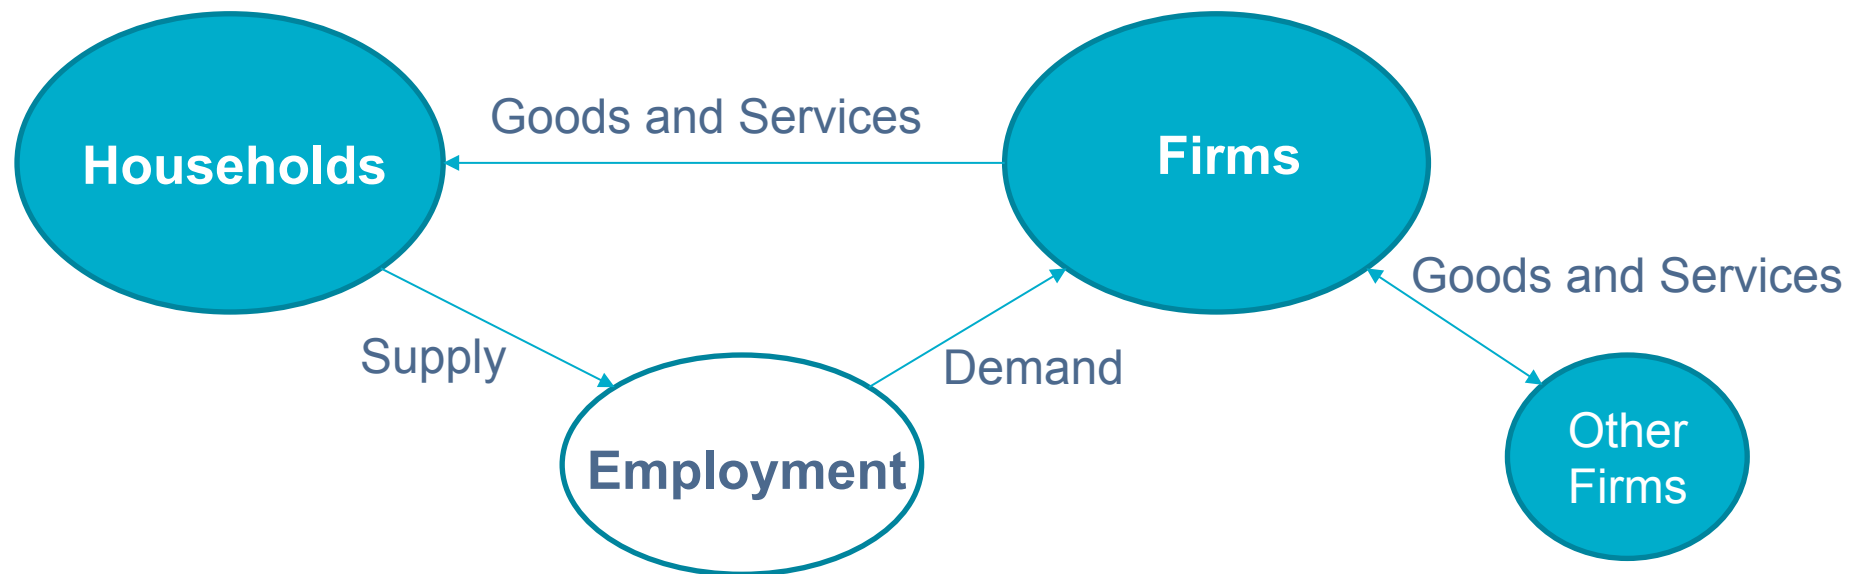 Goods and Services
Households
Firms
Goods and Services
Supply
Demand
Employment
Other
Firms